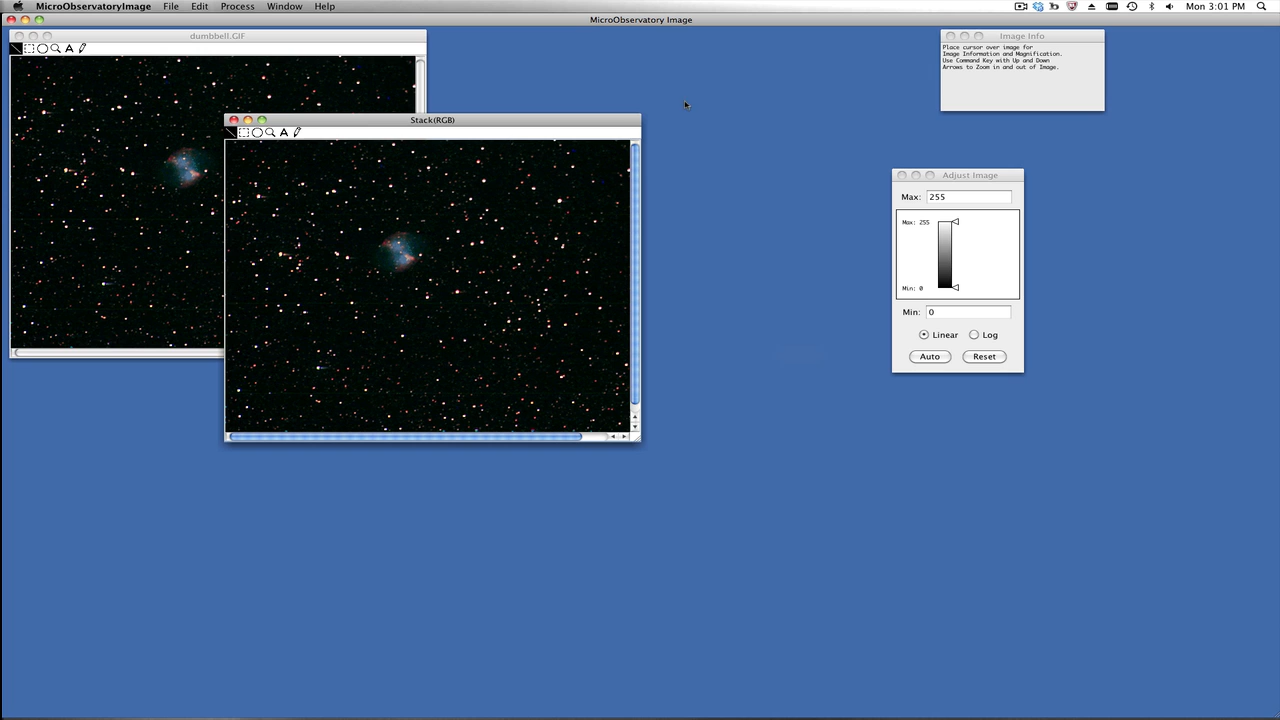 MicroObservatoryImage File Edit Process Window Help Mon 3:01 PM
MicroObservatory Image
dumbbell.GIF
A
Stack(RGB)
A
Image Info
Place cursor over image for
Image Information and Magnification.
Use Command Key with Up and Down
Arrows to Zoom in and out of Image.
Adjust Image
Max: 255
Max: 255
Min: 0
Min: 0
Linear Log
Auto Reset